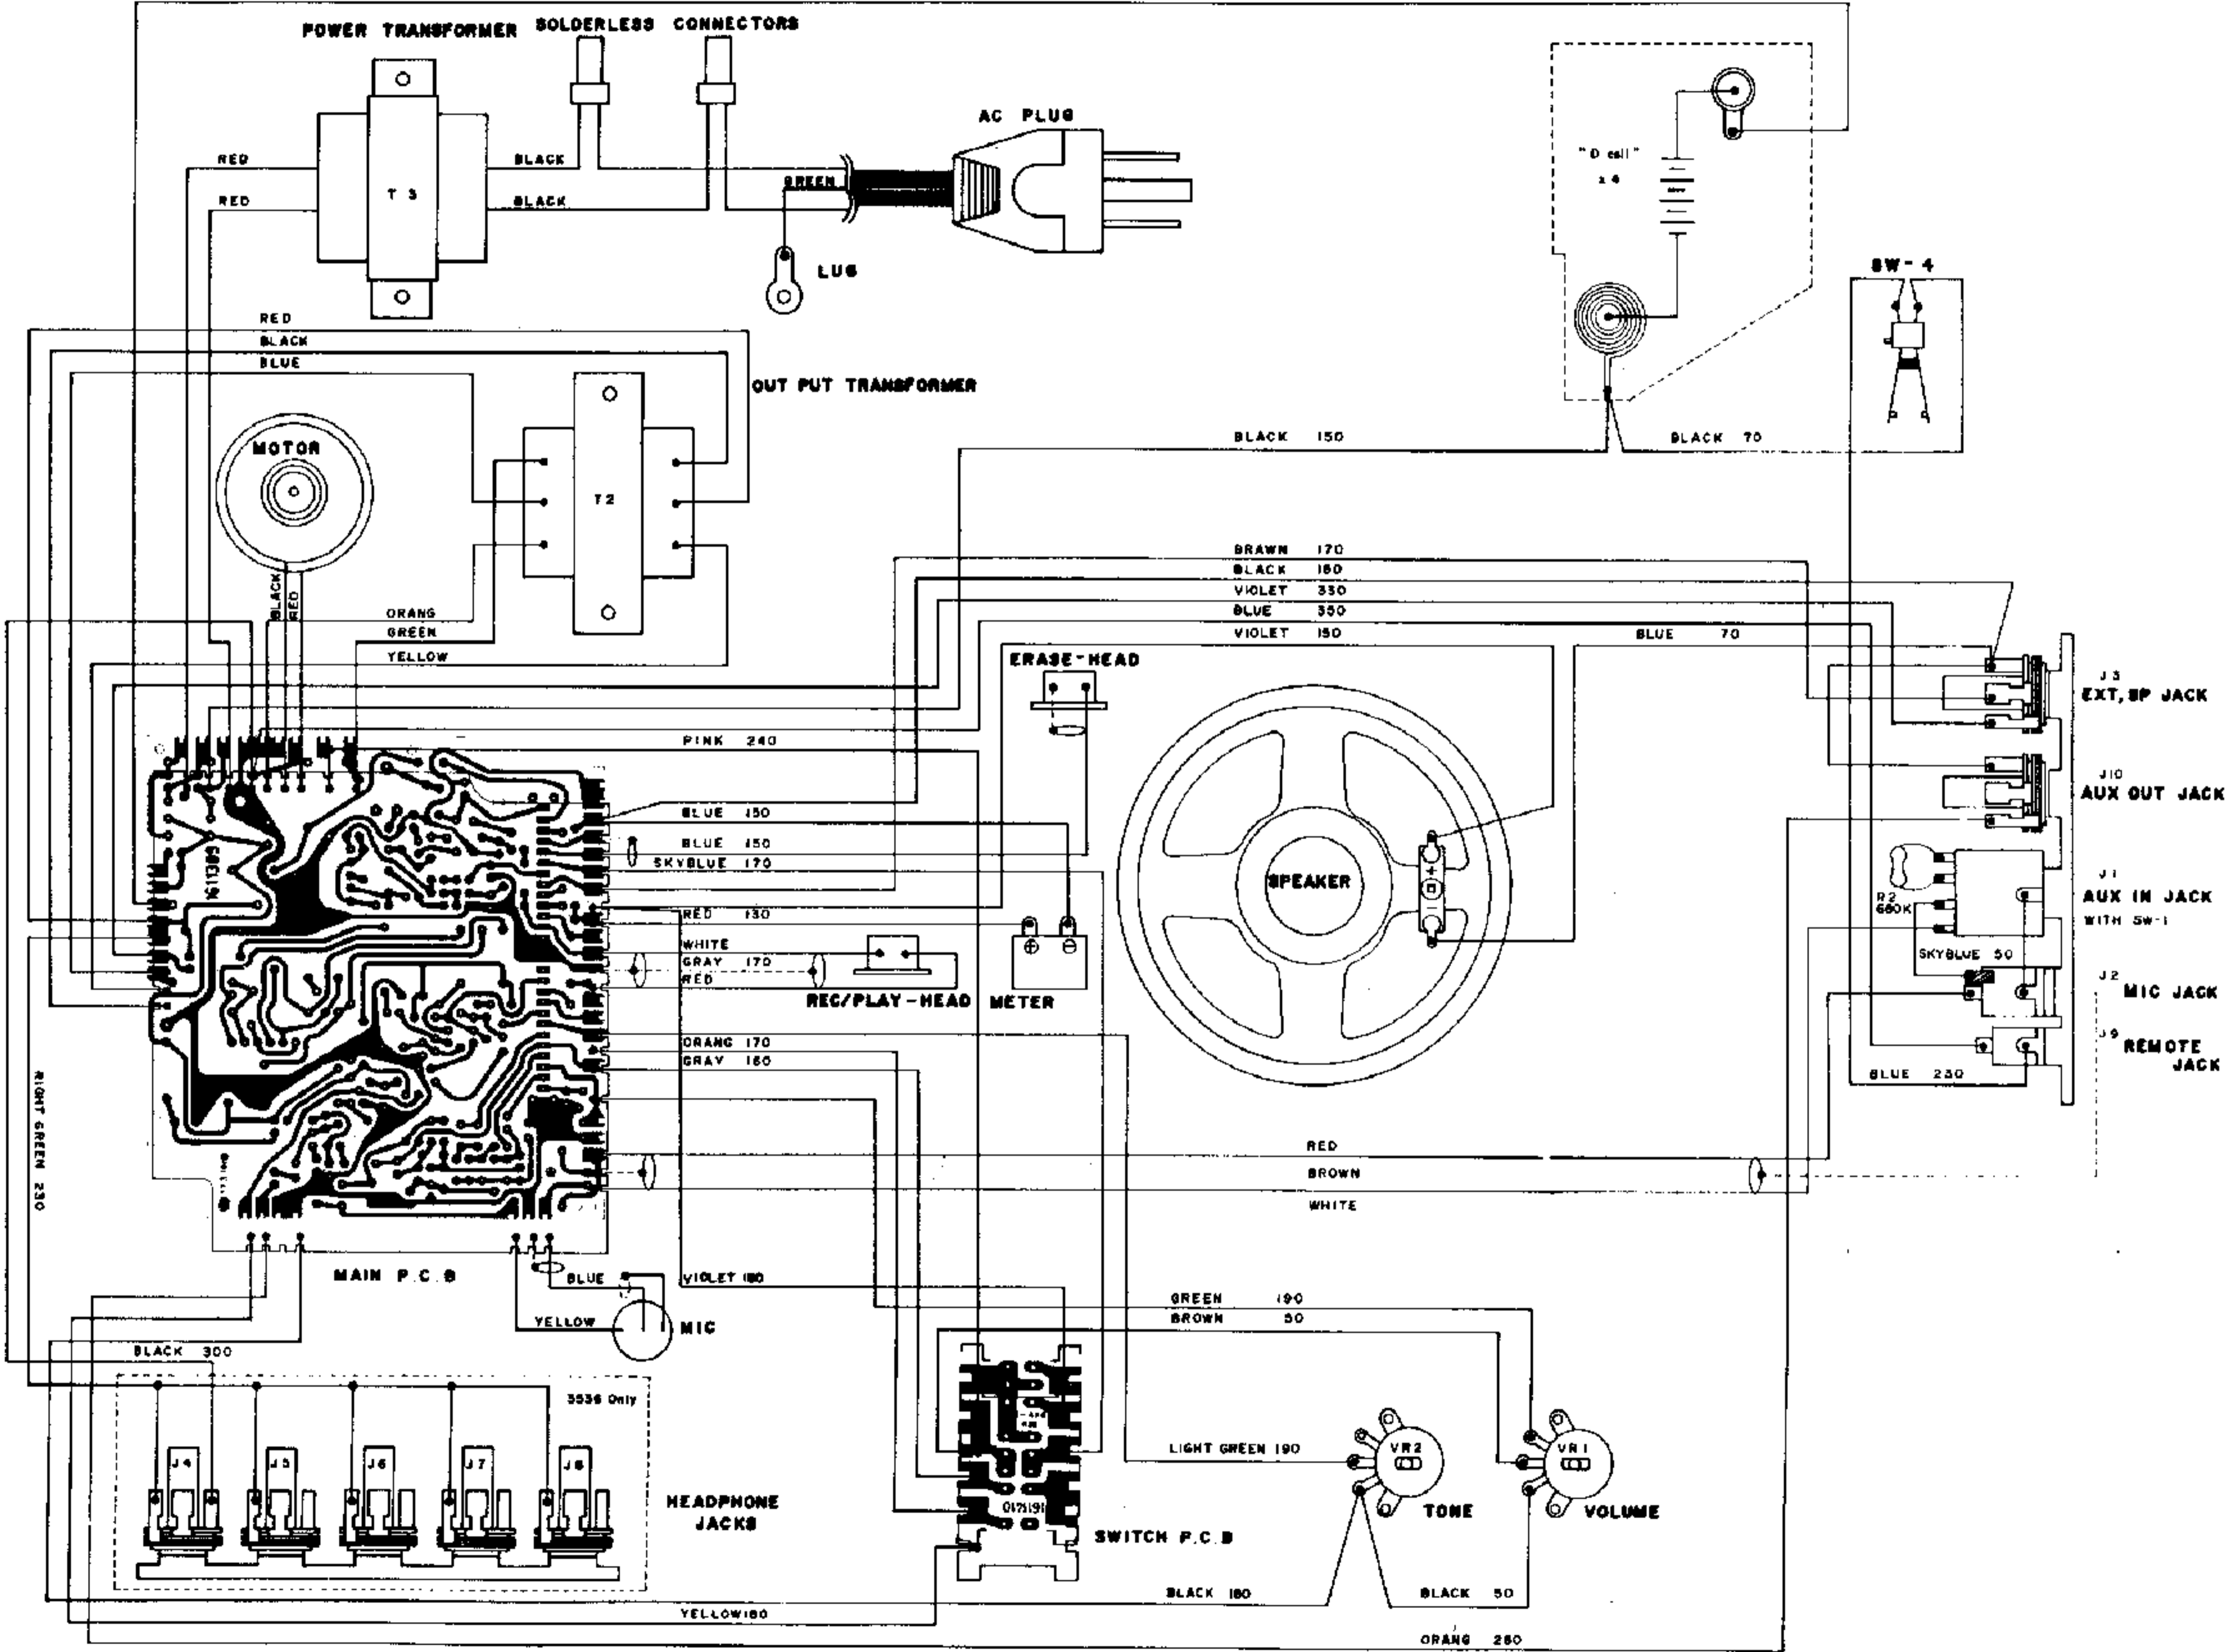 POWER TRANSFORMER
SOLDERLESS CONNECTORS
AC PLUG
RED
BLACK
T 3
RED
BLACK
GREEN
LUG
"D cell"
x 4
SW-4
RED
BLACK
BLUE
OUT PUT TRANSFORMER
MOTOR
T2
BLACK
RED
ORANG
GREEN
YELLOW
BLACK 150
BLACK 70
BRAWN 170
BLACK 160
VIOLET 330
BLUE 350
VIOLET 150
BLUE 70
ERASE-HEAD
J3
EXT, SP JACK
PINK 240
J10
AUX OUT JACK
BLUE 150
BLUE 150
SKYBLUE 170
SPEAKER
+
−
R2
680K
J1
AUX IN JACK
WITH SW-1
RED 130
WHITE
GRAY 170
RED
REC/PLAY-HEAD
METER
SKYBLUE 50
J2
MIC JACK
J9
REMOTE
JACK
BLUE 230
ORANG 170
GRAY 160
RIGHT GREEN 230
RED
BROWN
WHITE
MAIN P.C.B
BLUE
VIOLET 180
YELLOW
MIC
GREEN 190
BROWN 50
BLACK 300
3536 Only
J4
J5
J6
J7
J8
HEADPHONE
JACKS
SWITCH P.C.B
LIGHT GREEN 190
VR2
TONE
VR1
VOLUME
BLACK 180
BLACK 50
YELLOW 160
ORANG 260